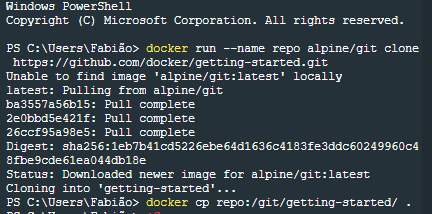 Windows PowerShell
Copyright (C) Microsoft Corporation. All rights reserved.
PS C:\Users\Fabião> docker run --name repo alpine/git clone
https://github.com/docker/getting-started.git
Unable to find image 'alpine/git:latest' locally
latest: Pulling from alpine/git
ba3557a56b15: Pull complete
2e0bbd5e421f: Pull complete
26ccf95a98e5: Pull complete
Digest: sha256:1eb7b41cd5226ebe64d1636c4183fe3ddc60249960c4
8fbe9cde61ea044db18e
Status: Downloaded newer image for alpine/git:latest
Cloning into 'getting-started'...
PS C:\Users\Fabião> docker cp repo:/git/getting-started/ .